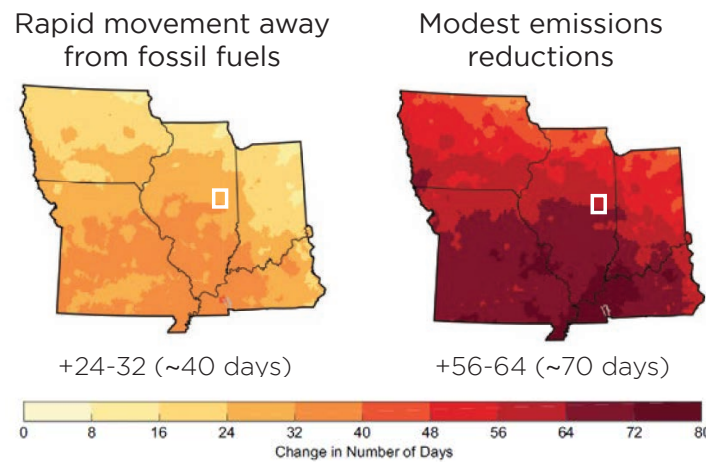 Rapid movement away
from fossil fuels
Modest emissions
reductions
+24-32 (~40 days)
+56-64 (~70 days)
0 8 16 24 32 40 48 56 64 72 80
Change in Number of Days